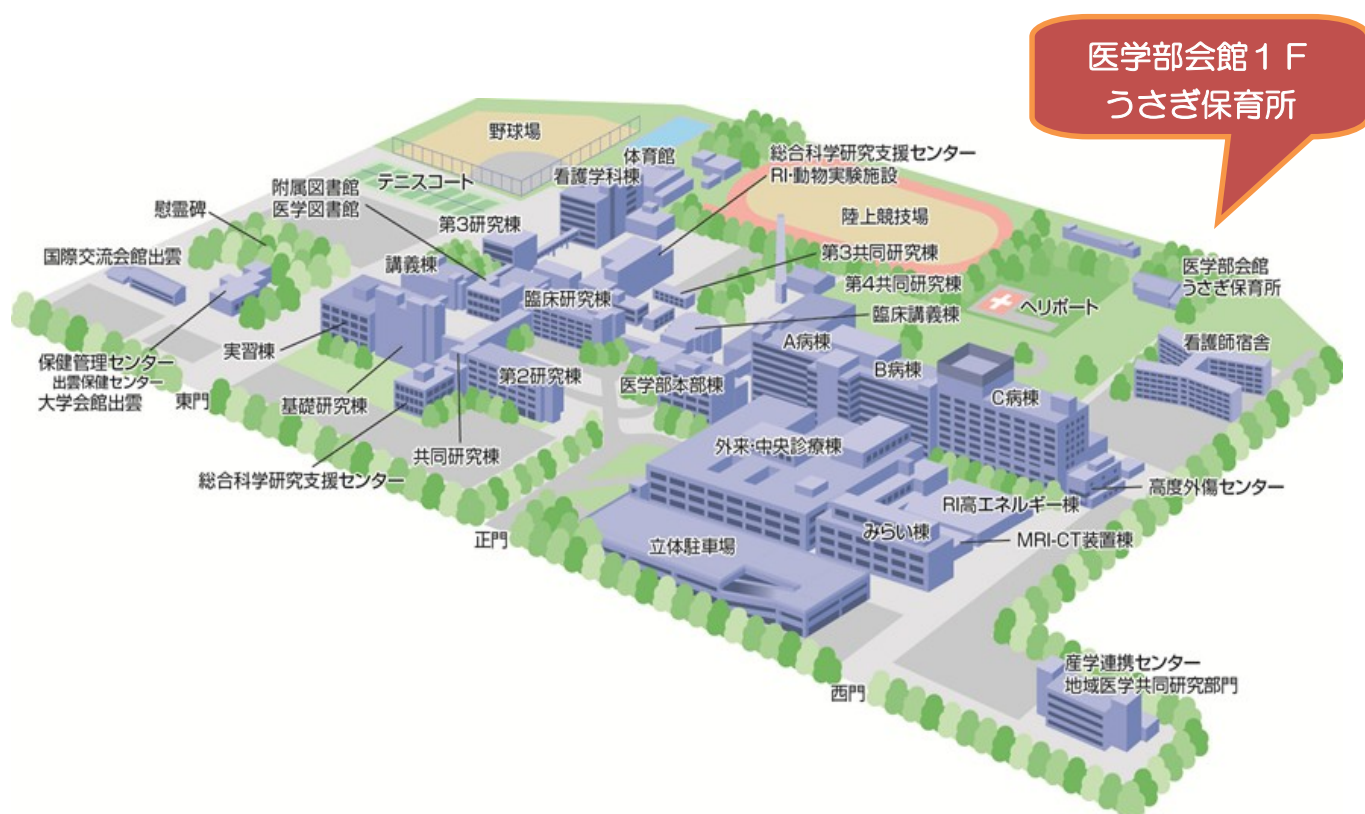 医学部会館１Ｆ
うさぎ保育所
野球場
体育館
総合科学研究支援センター
RI・動物実験施設
看護学科棟
テニスコート
附属図書館
医学図書館
慰霊碑
第3研究棟
陸上競技場
国際交流会館出雲
講義棟
第3共同研究棟
第4共同研究棟
医学部会館
うさぎ保育所
臨床研究棟
ヘリポート
臨床講義棟
実習棟
A病棟
看護師宿舎
保健管理センター
出雲保健センター
大学会館出雲
東門
基礎研究棟
第2研究棟
医学部本部棟
B病棟
C病棟
共同研究棟
外来・中央診療棟
総合科学研究支援センター
高度外傷センター
RI高エネルギー棟
正門
立体駐車場
みらい棟
MRI-CT装置棟
西門
産学連携センター
地域医学共同研究部門